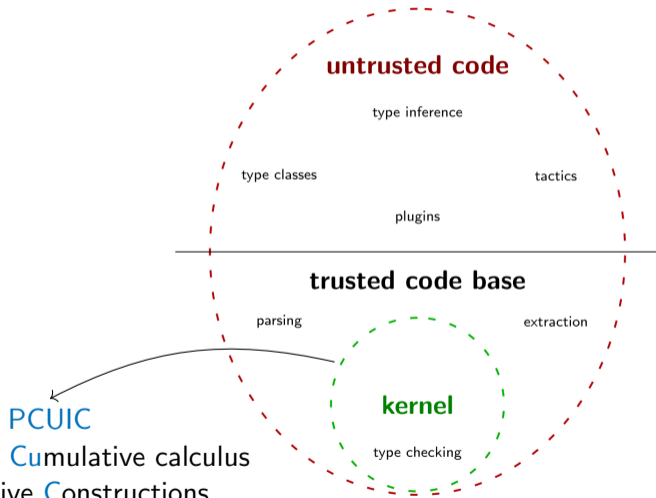 untrusted code
type inference
type classes
tactics
plugins
trusted code base
parsing
extraction
kernel
type checking
PCUIC
Cumulative calculus
Constructions